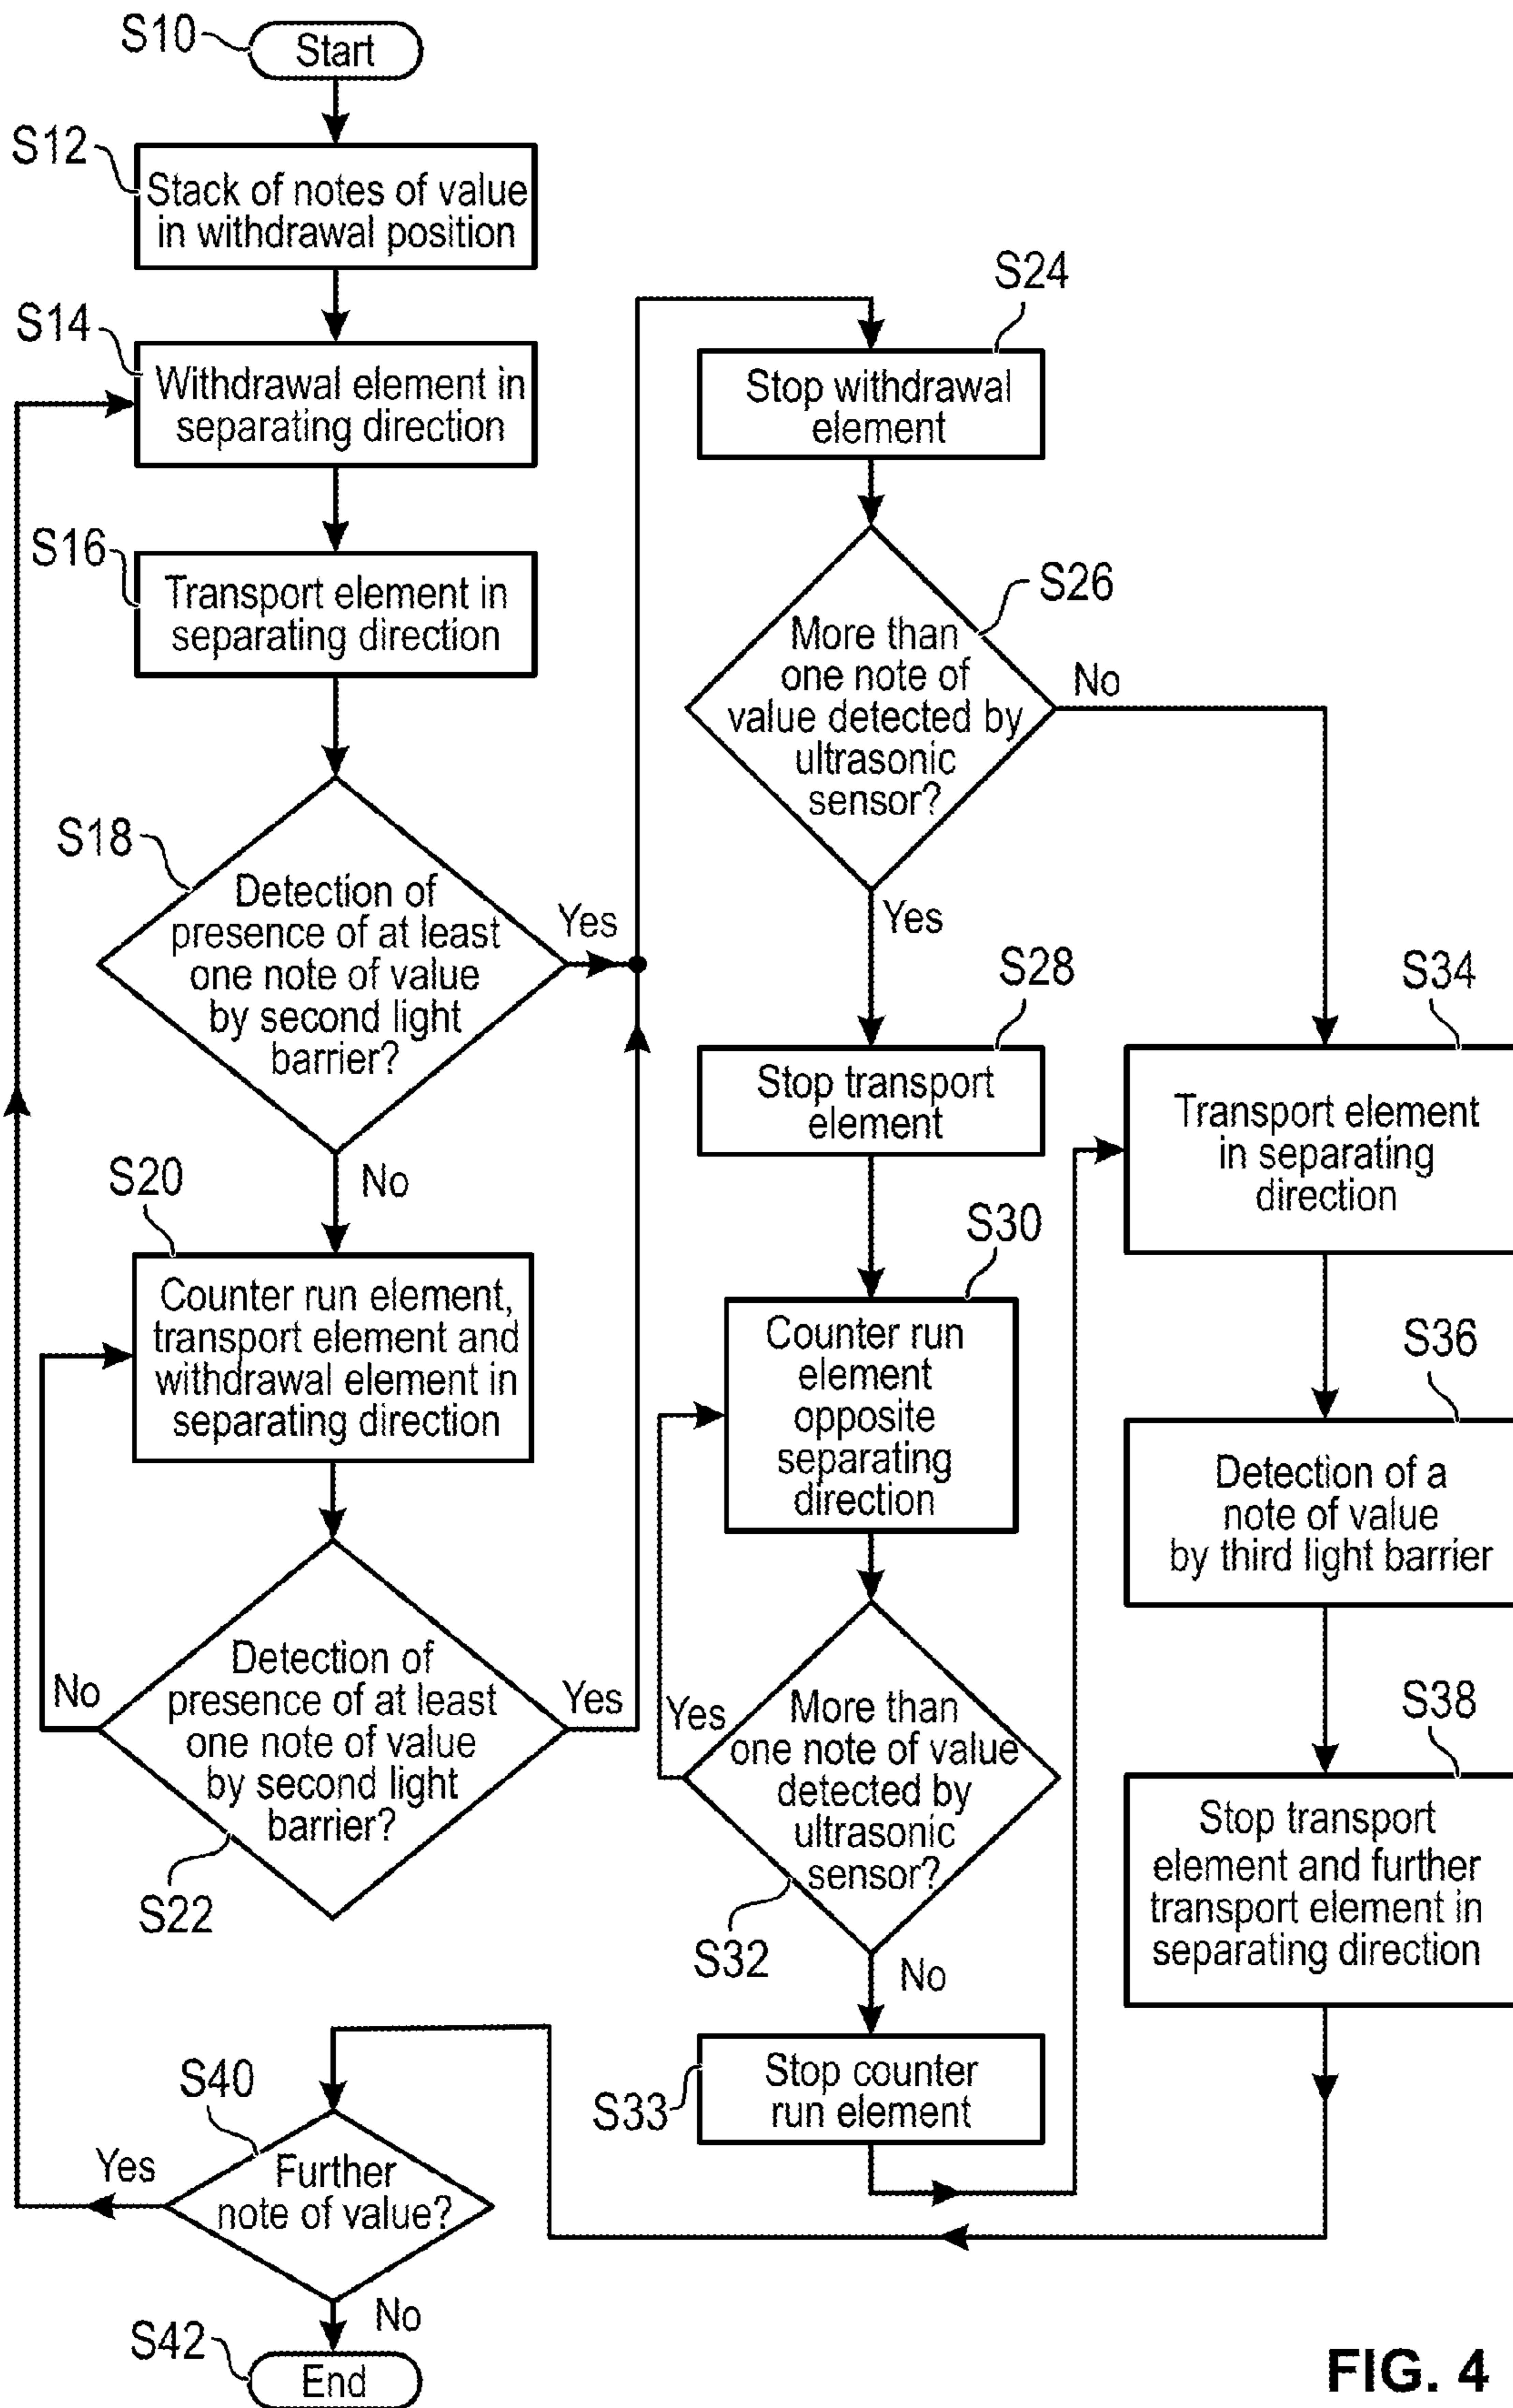 S10
Start
S12
Stack of notes of value
in withdrawal position
S14
Withdrawal element in
separating direction
S16
Transport element in
separating direction
S18
Detection of
presence of at least
one note of value
by second light
barrier?
Yes
No
S20
Counter run element,
transport element and
withdrawal element in
separating direction
Detection of
presence of at least
one note of value
by second light
barrier?
No
Yes
S22
S24
Stop withdrawal
element
S26
More than
one note of
value detected by
ultrasonic
sensor?
No
Yes
S28
Stop transport
element
S30
Counter run
element
opposite
separating
direction
Yes
More than
one note of value
detected by
ultrasonic
sensor?
S32
No
S33
Stop counter
run element
S34
Transport element
in separating
direction
S36
Detection of a
note of value
by third light barrier
S38
Stop transport
element and further
transport element in
separating direction
S40
Further
note of value?
Yes
No
S42
End
FIG. 4